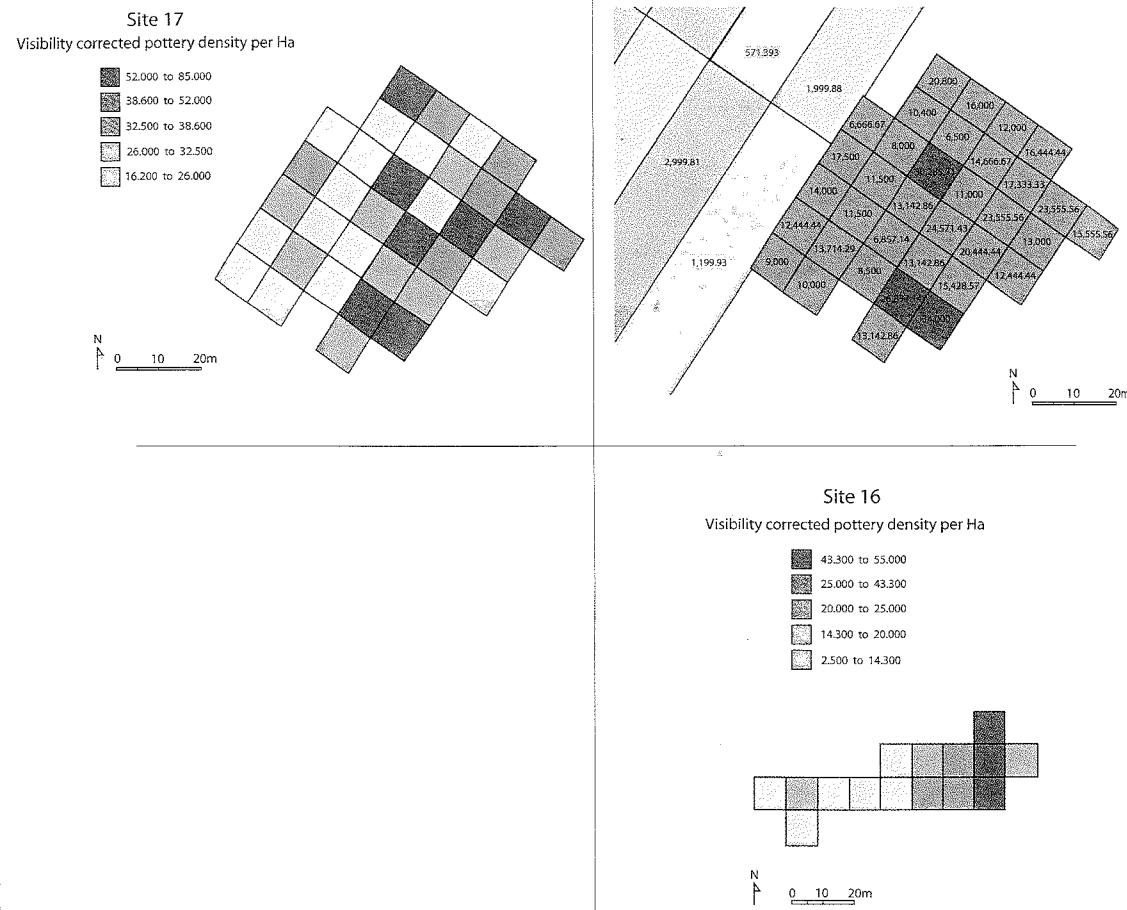 Site 17
Visibility corrected pottery density per Ha
52.000 to 85.000
38.600 to 52.000
32.500 to 38.600
26.000 to 32.500
16.200 to 26.000
N
0 10 20m
571.393
1,999.88
2,999.81
1,199.93
20,800
16,000
12,000
16,444.44
10,400
6,500
14,666.67
17,333.33
23,555.56
15,555.56
6,666.67
8,000
11,000
23,555.56
13,000
17,500
11,500
13,142.86
24,571.43
20,444.44
12,444.44
14,000
11,500
6,857.14
13,142.86
15,428.57
12,444.44
13,714.29
8,500
9,000
10,000
13,142.86
N
0 10 20m
Site 16
Visibility corrected pottery density per Ha
43.300 to 55.000
25.000 to 43.300
20.000 to 25.000
14.300 to 20.000
2.500 to 14.300
N
0 10 20m